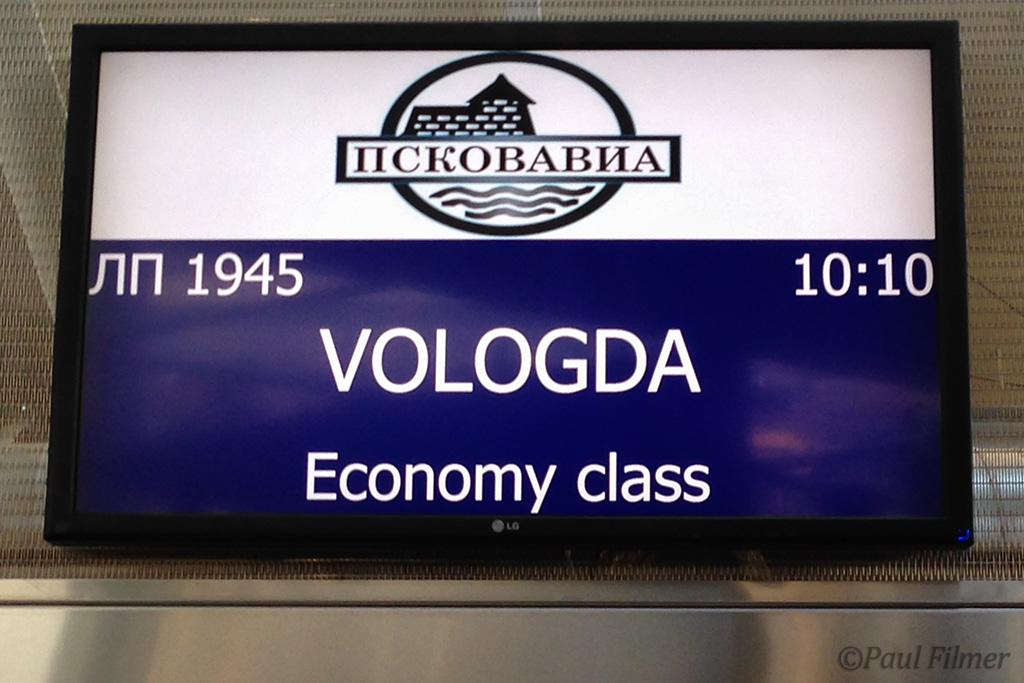 ПСКОВАВИА
ЛП 1945 10:10
VOLOGDA
Economy class
LG
©Paul Filmer